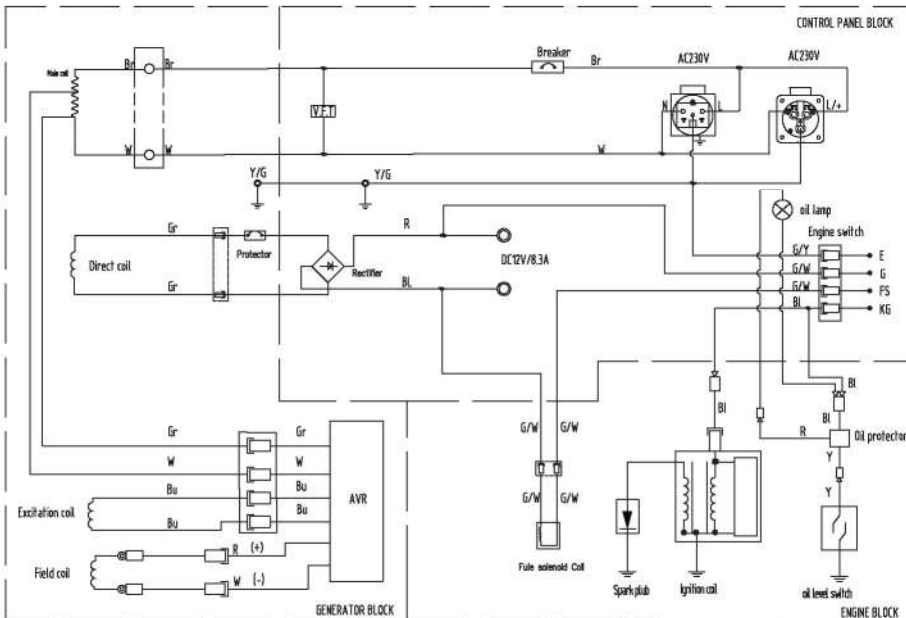 CONTROL PANEL BLOCK
Breaker
AC230V
AC230V
Main coil
Br
Br
Br
N
L
L/+
V.F.T
W
W
W
Y/G
Y/G
oil lamp
Engine switch
Gr
R
Protector
Direct coil
Rectifier
DC12V/8.3A
G/Y
E
G/W
G
G/W
FS
Gr
BL
Bl
KG
Bl
Bl
Bl
Gr
Gr
G/W
G/W
R
Oil protector
Y
W
W
Bu
Bu
AVR
G/W
G/W
Y
Excitation coil
Bu
Bu
R
(+)
Field coil
W
(-)
Fule solenoid Coil
Spark plub
Ignition coil
oil level switch
GENERATOR BLOCK
ENGINE BLOCK